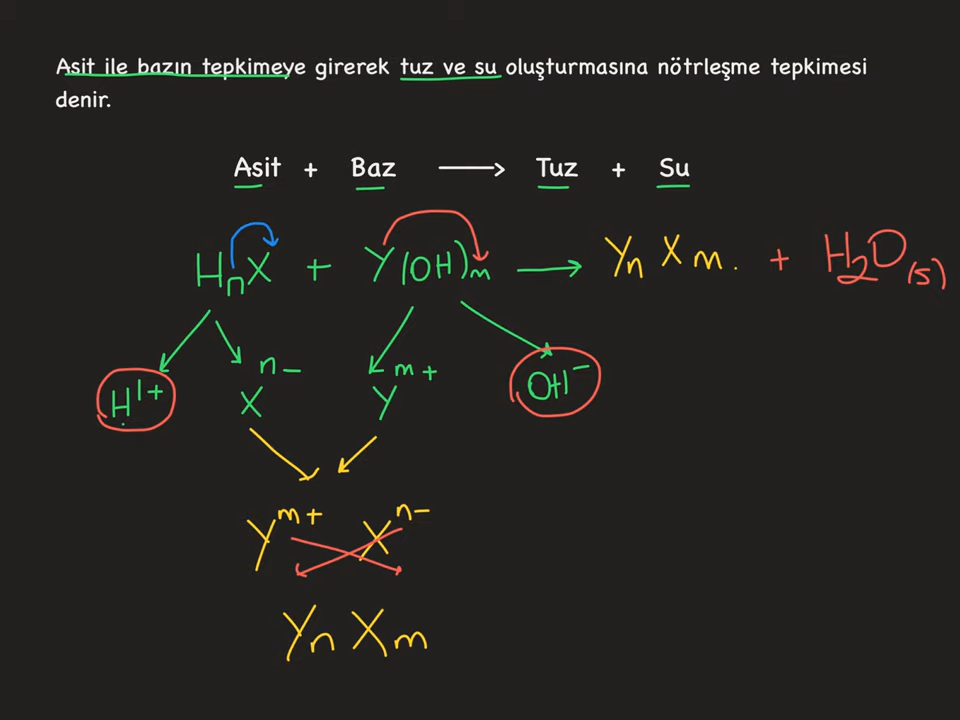 Asit ile bazın tepkimeye girerek tuz ve su oluşturmasına nötrleşme tepkimesi
denir.
Asit + Baz ⟶ Tuz + Su
HₙX + Y(OH)ₘ ⟶ YₙXₘ. + H₂O₍ₛ₎
H¹⁺ Xⁿ⁻ Yᵐ⁺ OH⁻
Yᵐ⁺ Xⁿ⁻
YₙXₘ